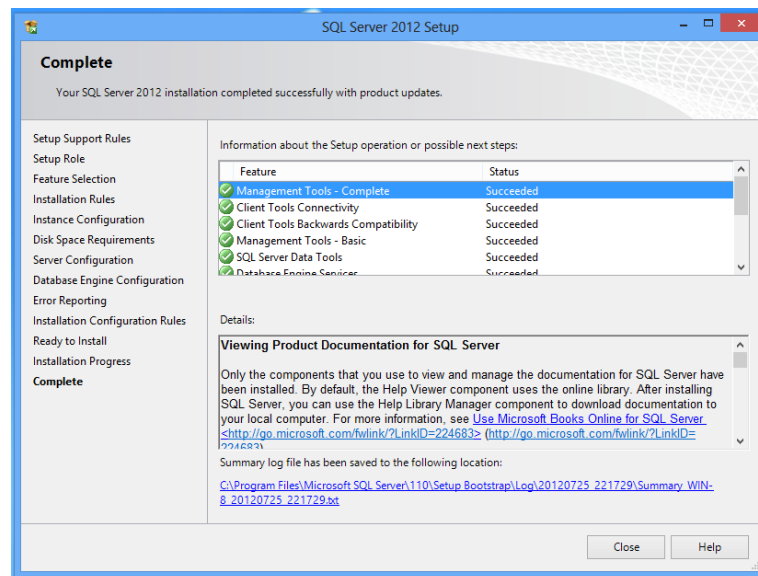 SQL Server 2012 Setup
Complete
Your SQL Server 2012 installation completed successfully with product updates.
Setup Support Rules
Setup Role
Feature Selection
Installation Rules
Instance Configuration
Disk Space Requirements
Server Configuration
Database Engine Configuration
Error Reporting
Installation Configuration Rules
Ready to Install
Installation Progress
Complete
Information about the Setup operation or possible next steps:
Feature Status
Management Tools - Complete Succeeded
Client Tools Connectivity Succeeded
Client Tools Backwards Compatibility Succeeded
Management Tools - Basic Succeeded
SQL Server Data Tools Succeeded
Database Engine Services Succeeded
Details:
Viewing Product Documentation for SQL Server
Only the components that you use to view and manage the documentation for SQL Server have
been installed. By default, the Help Viewer component uses the online library. After installing
SQL Server, you can use the Help Library Manager component to download documentation to
your local computer. For more information, see Use Microsoft Books Online for SQL Server
<http://go.microsoft.com/fwlink/?LinkID=224683> (http://go.microsoft.com/fwlink/?LinkID=
224683)
Summary log file has been saved to the following location:
C:\Program Files\Microsoft SQL Server\110\Setup Bootstrap\Log\20120725_221729\Summary_WIN-
8_20120725_221729.txt
Close Help